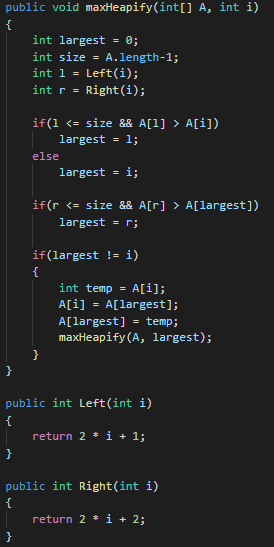 public void maxHeapify(int[] A, int i)
{
    int largest = 0;
    int size = A.length-1;
    int l = Left(i);
    int r = Right(i);

    if(l <= size && A[l] > A[i])
        largest = l;
    else
        largest = i;

    if(r <= size && A[r] > A[largest])
        largest = r;

    if(largest != i)
    {
        int temp = A[i];
        A[i] = A[largest];
        A[largest] = temp;
        maxHeapify(A, largest);
    }
}

public int Left(int i)
{
    return 2 * i + 1;
}

public int Right(int i)
{
    return 2 * i + 2;
}